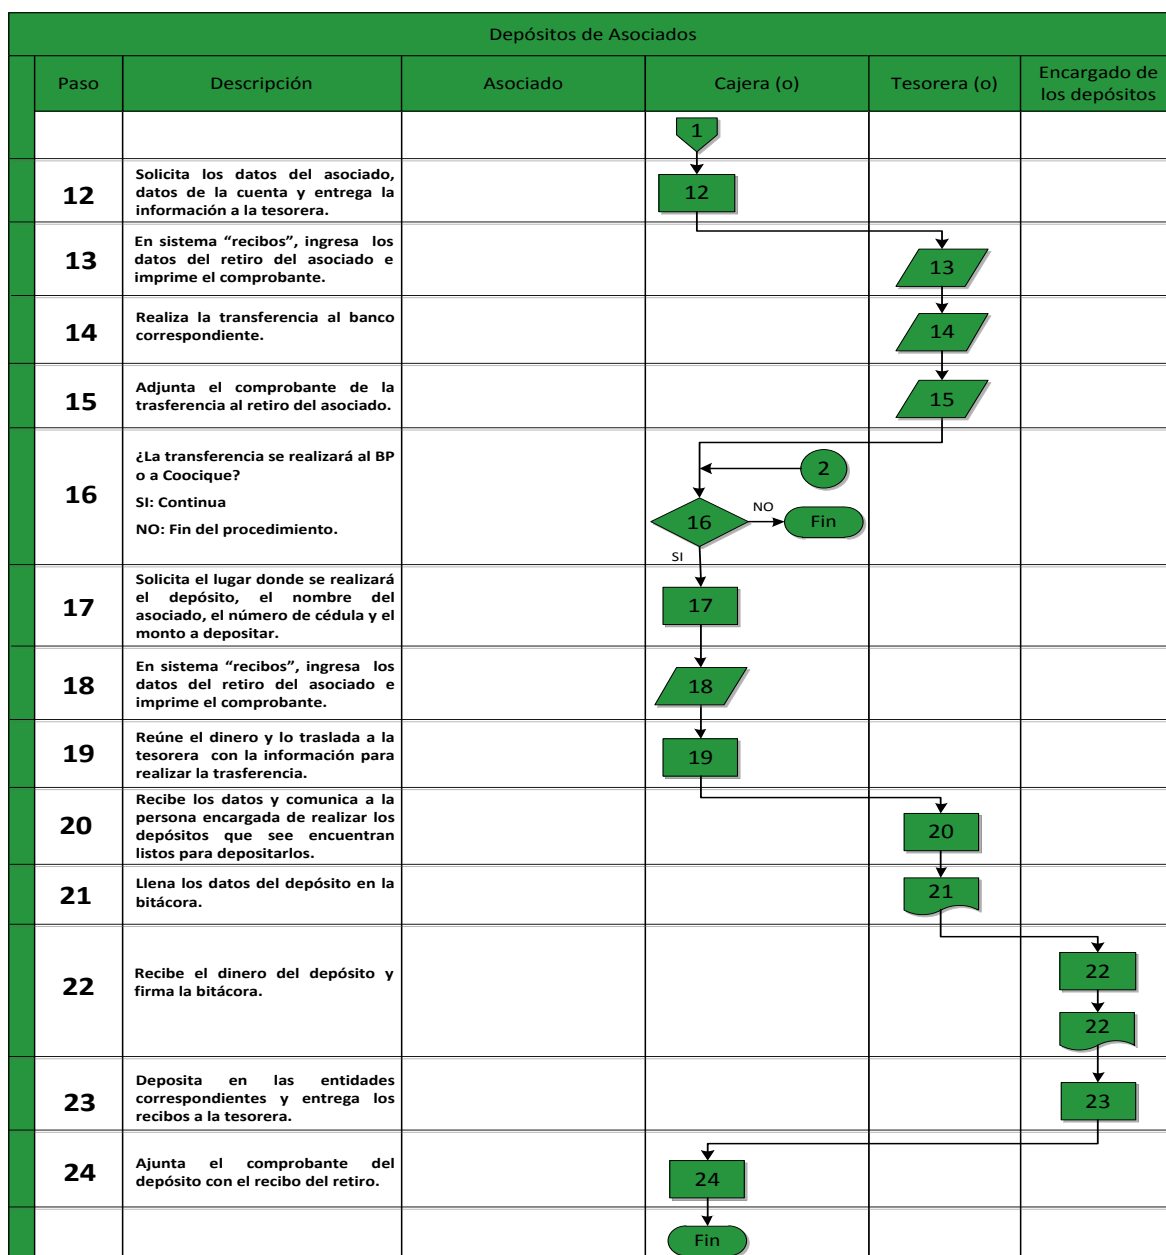 Depósitos de Asociados
Paso
Descripción
Asociado
Cajera (o)
Tesorera (o)
Encargado de
los depósitos
1
12
Solicita los datos del asociado,
datos de la cuenta y entrega la
información a la tesorera.
12
13
En sistema “recibos”, ingresa los
datos del retiro del asociado e
imprime el comprobante.
13
14
Realiza la transferencia al banco
correspondiente.
14
15
Adjunta el comprobante de la
trasferencia al retiro del asociado.
15
16
¿La transferencia se realizará al BP
o a Coocique?
SI: Continua
NO: Fin del procedimiento.
2
16
NO
Fin
SI
17
Solicita el lugar donde se realizará
el depósito, el nombre del
asociado, el número de cédula y el
monto a depositar.
17
18
En sistema “recibos”, ingresa los
datos del retiro del asociado e
imprime el comprobante.
18
19
Reúne el dinero y lo traslada a la
tesorera con la información para
realizar la trasferencia.
19
20
Recibe los datos y comunica a la
persona encargada de realizar los
depósitos que see encuentran
listos para depositarlos.
20
21
Llena los datos del depósito en la
bitácora.
21
22
Recibe el dinero del depósito y
firma la bitácora.
22
22
23
Deposita en las entidades
correspondientes y entrega los
recibos a la tesorera.
23
24
Ajunta el comprobante del
depósito con el recibo del retiro.
24
Fin